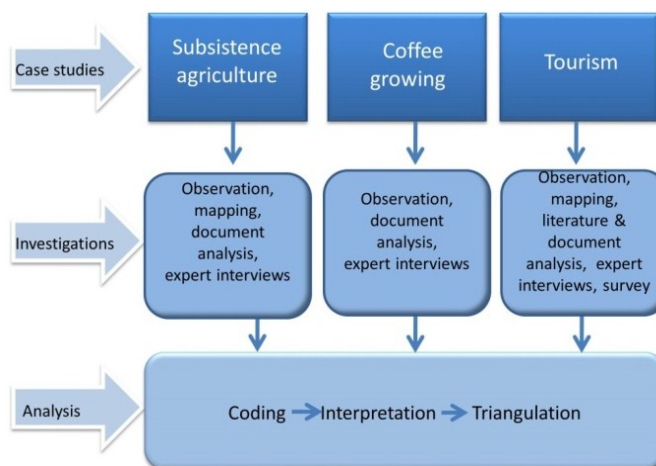 Case studies
Subsistence
agriculture
Coffee
growing
Tourism
Investigations
Observation,
mapping,
document
analysis,
expert interviews
Observation,
document
analysis,
expert interviews
Observation,
mapping,
literature &
document
analysis, expert
interviews, survey
Analysis
Coding
Interpretation
Triangulation